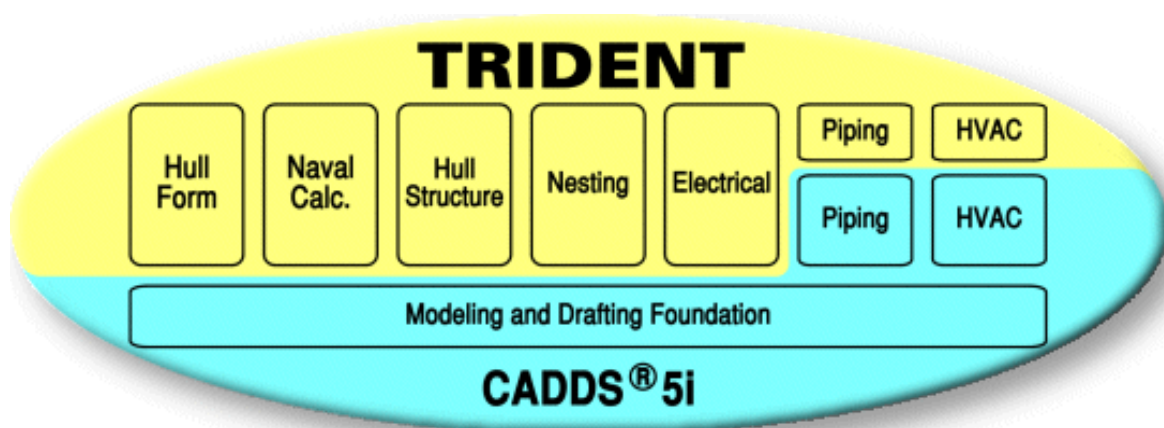 TRIDENT
Hull
Form
Naval
Calc.
Hull
Structure
Nesting
Electrical
Piping
HVAC
Piping
HVAC
Modeling and Drafting Foundation
CADDS® 5i